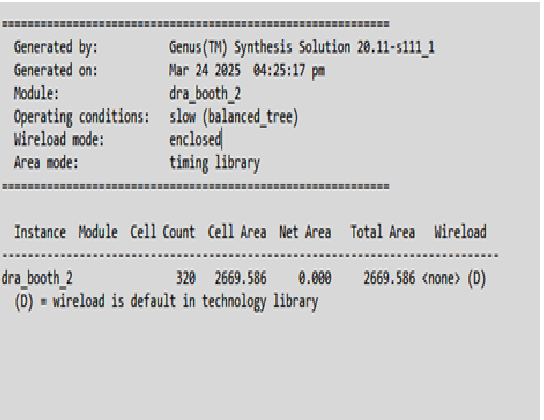 ============================================================
Generated by:           Genus(TM) Synthesis Solution 20.11-s111_1
Generated on:           Mar 24 2025  04:25:17 pm
Module:                 dra_booth_2
Operating conditions:   slow (balanced_tree)
Wireload mode:          enclosed
Area mode:              timing library
============================================================
Instance  Module  Cell Count  Cell Area  Net Area   Total Area   Wireload
-----------------------------------------------------------------------------
dra_booth_2                 320   2669.586     0.000     2669.586 <none> (D)
(D) = wireload is default in technology library